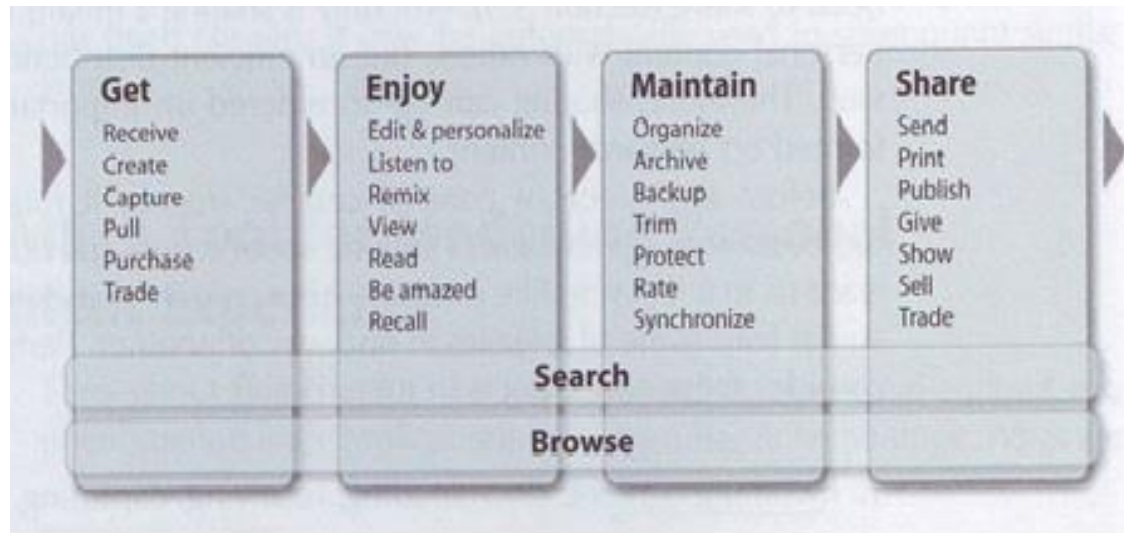 Get
Receive
Create
Capture
Pull
Purchase
Trade
Enjoy
Edit & personalize
Listen to
Remix
View
Read
Be amazed
Recall
Maintain
Organize
Archive
Backup
Trim
Protect
Rate
Synchronize
Share
Send
Print
Publish
Give
Show
Sell
Trade
Search
Browse